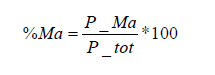 %Ma = P_Ma / P_tot * 100